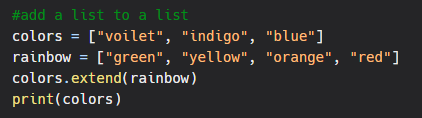 #add a list to a list
colors = ["voilet", "indigo", "blue"]
rainbow = ["green", "yellow", "orange", "red"]
colors.extend(rainbow)
print(colors)